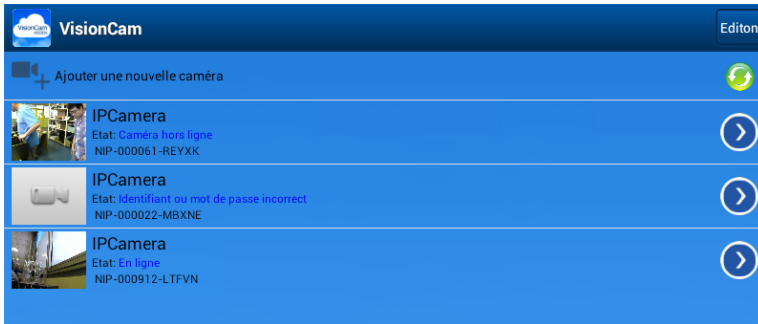 VisionCam
VisionCam
Editon
Ajouter une nouvelle caméra
IPCamera
Etat: Caméra hors ligne
NIP-000061-REYXK
IPCamera
Etat: Identifiant ou mot de passe incorrect
NIP-000022-MBXNE
IPCamera
Etat: En ligne
NIP-000912-LTFVN